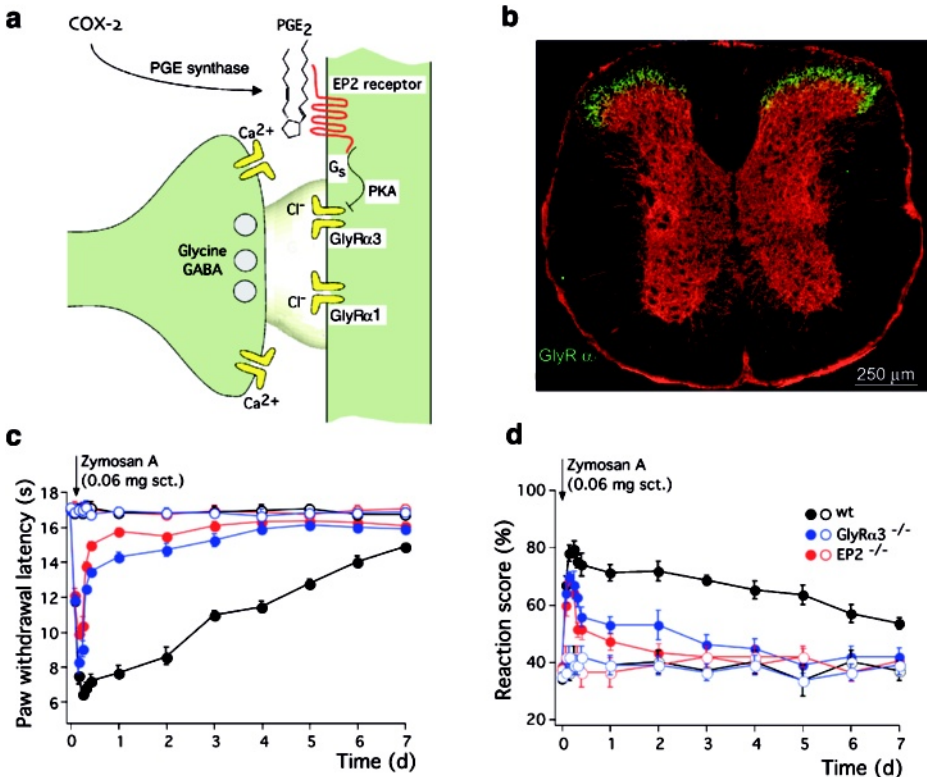 a
COX-2
PGE2
PGE synthase
EP2 receptor
Ca2+
Gs
PKA
Cl-
GlyRα3
Glycine
GABA
Cl-
GlyRα1
Ca2+
b
GlyR α
250 µm
c
Zymosan A
(0.06 mg sct.)
Paw withdrawal latency (s)
18
16
14
12
10
8
6
0 1 2 3 4 5 6 7
Time (d)
d
Zymosan A
(0.06 mg sct.)
wt
GlyRα3 -/-
EP2 -/-
Reaction score (%)
100
80
60
40
20
0 1 2 3 4 5 6 7
Time (d)